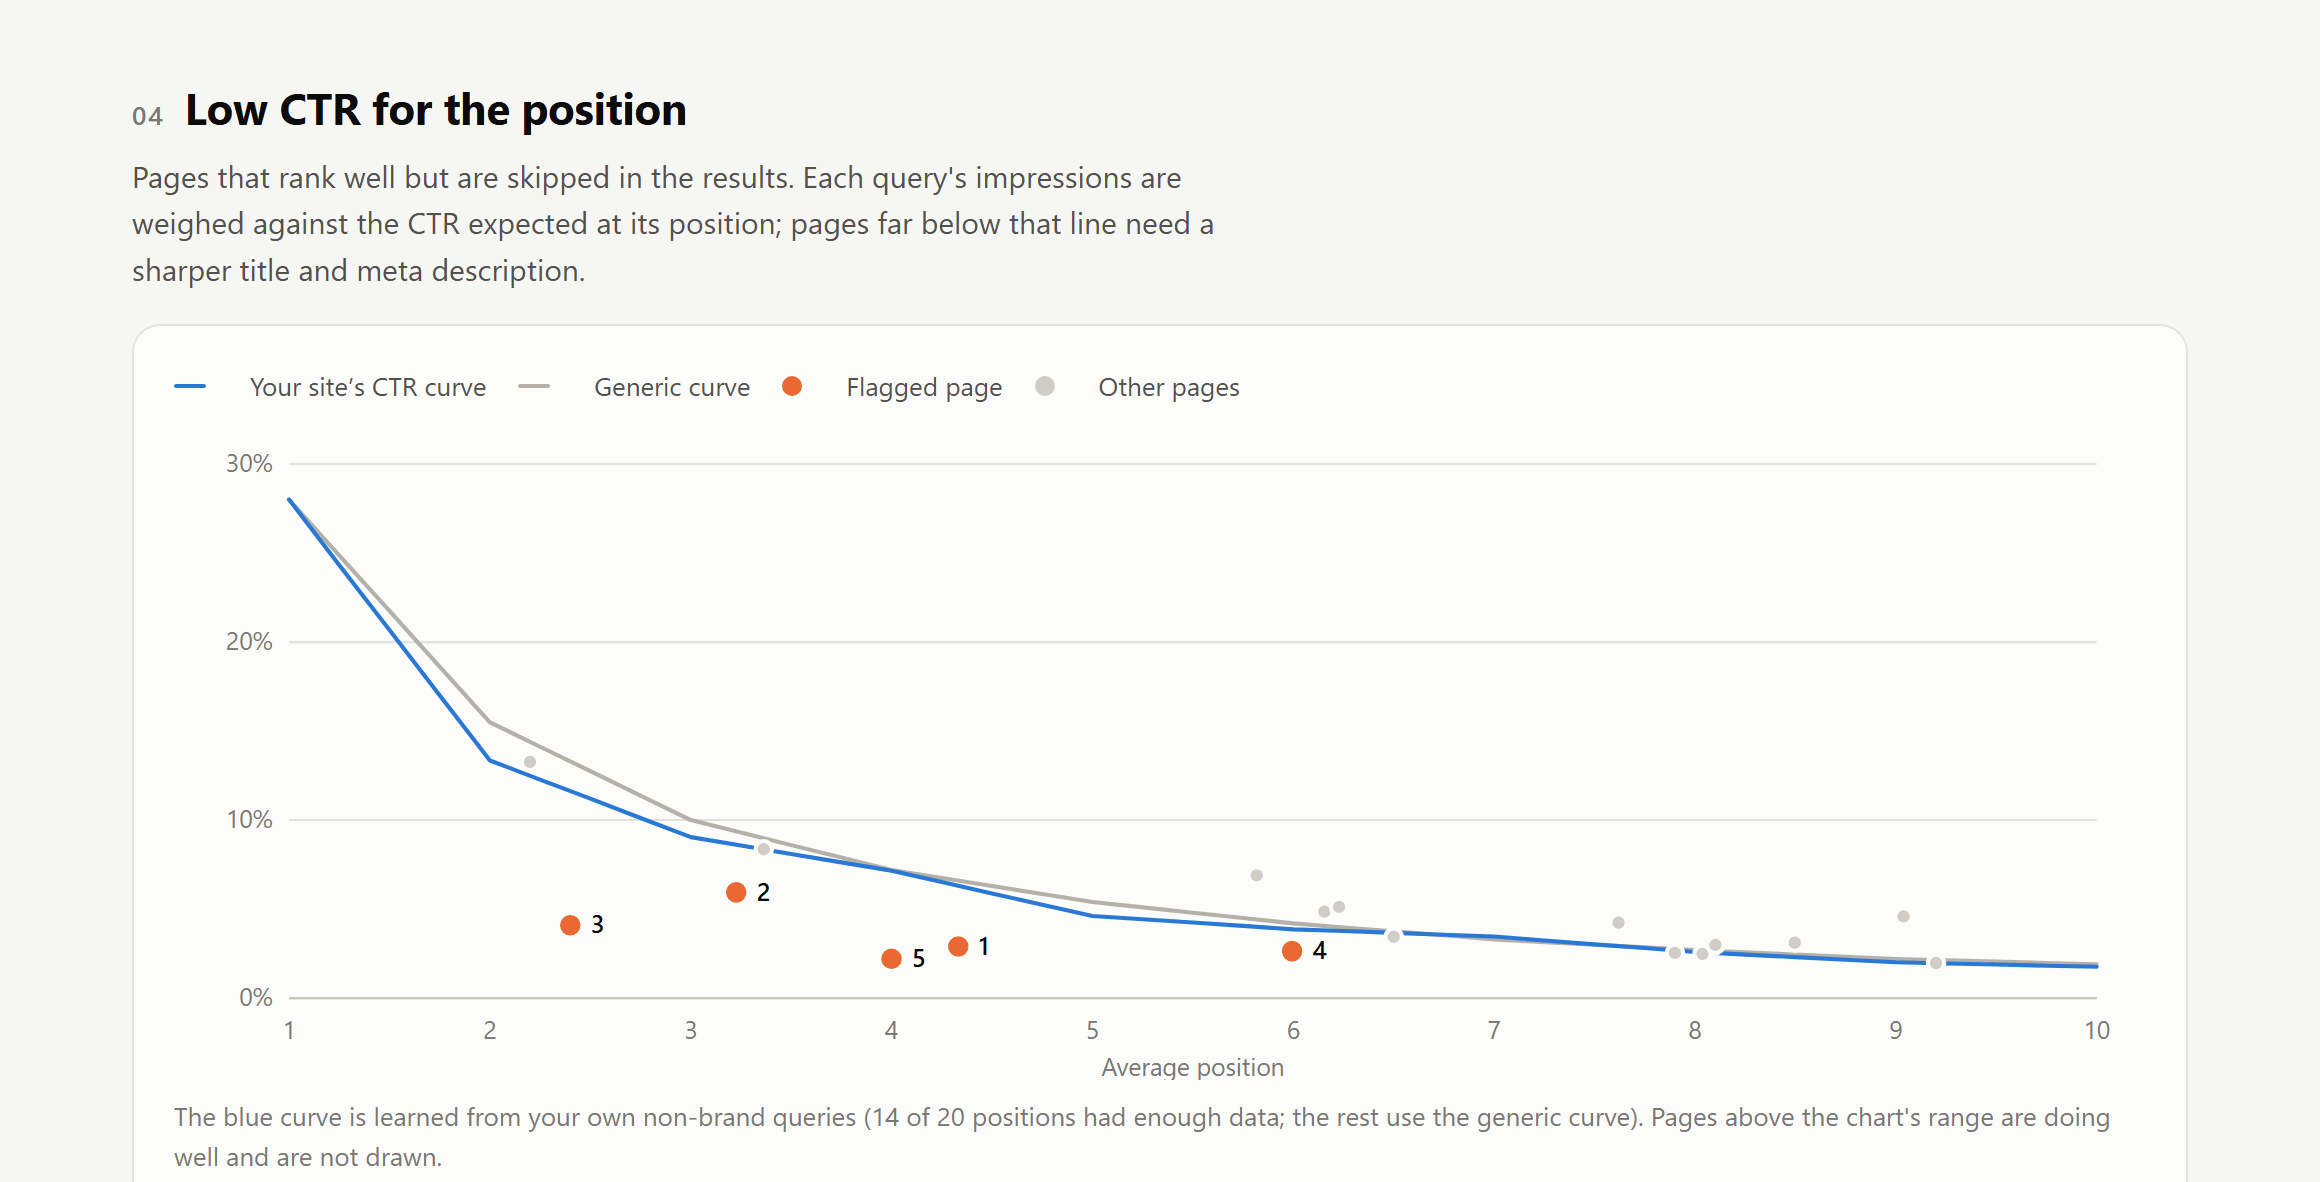 04 Low CTR for the position
Pages that rank well but are skipped in the results. Each query's impressions are
weighed against the CTR expected at its position; pages far below that line need a
sharper title and meta description.
Your site’s CTR curve Generic curve Flagged page Other pages
30%
20%
10%
2
3
1
5
4
0%
1 2 3 4 5 6 7 8 9 10
Average position
The blue curve is learned from your own non-brand queries (14 of 20 positions had enough data; the rest use the generic curve). Pages above the chart's range are doing
well and are not drawn.